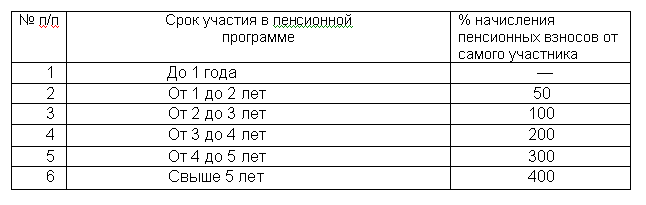 № п/п Срок участия в пенсионной программе % начисления пенсионных взносов от самого участника
1 До 1 года —
2 От 1 до 2 лет 50
3 От 2 до 3 лет 100
4 От 3 до 4 лет 200
5 От 4 до 5 лет 300
6 Свыше 5 лет 400